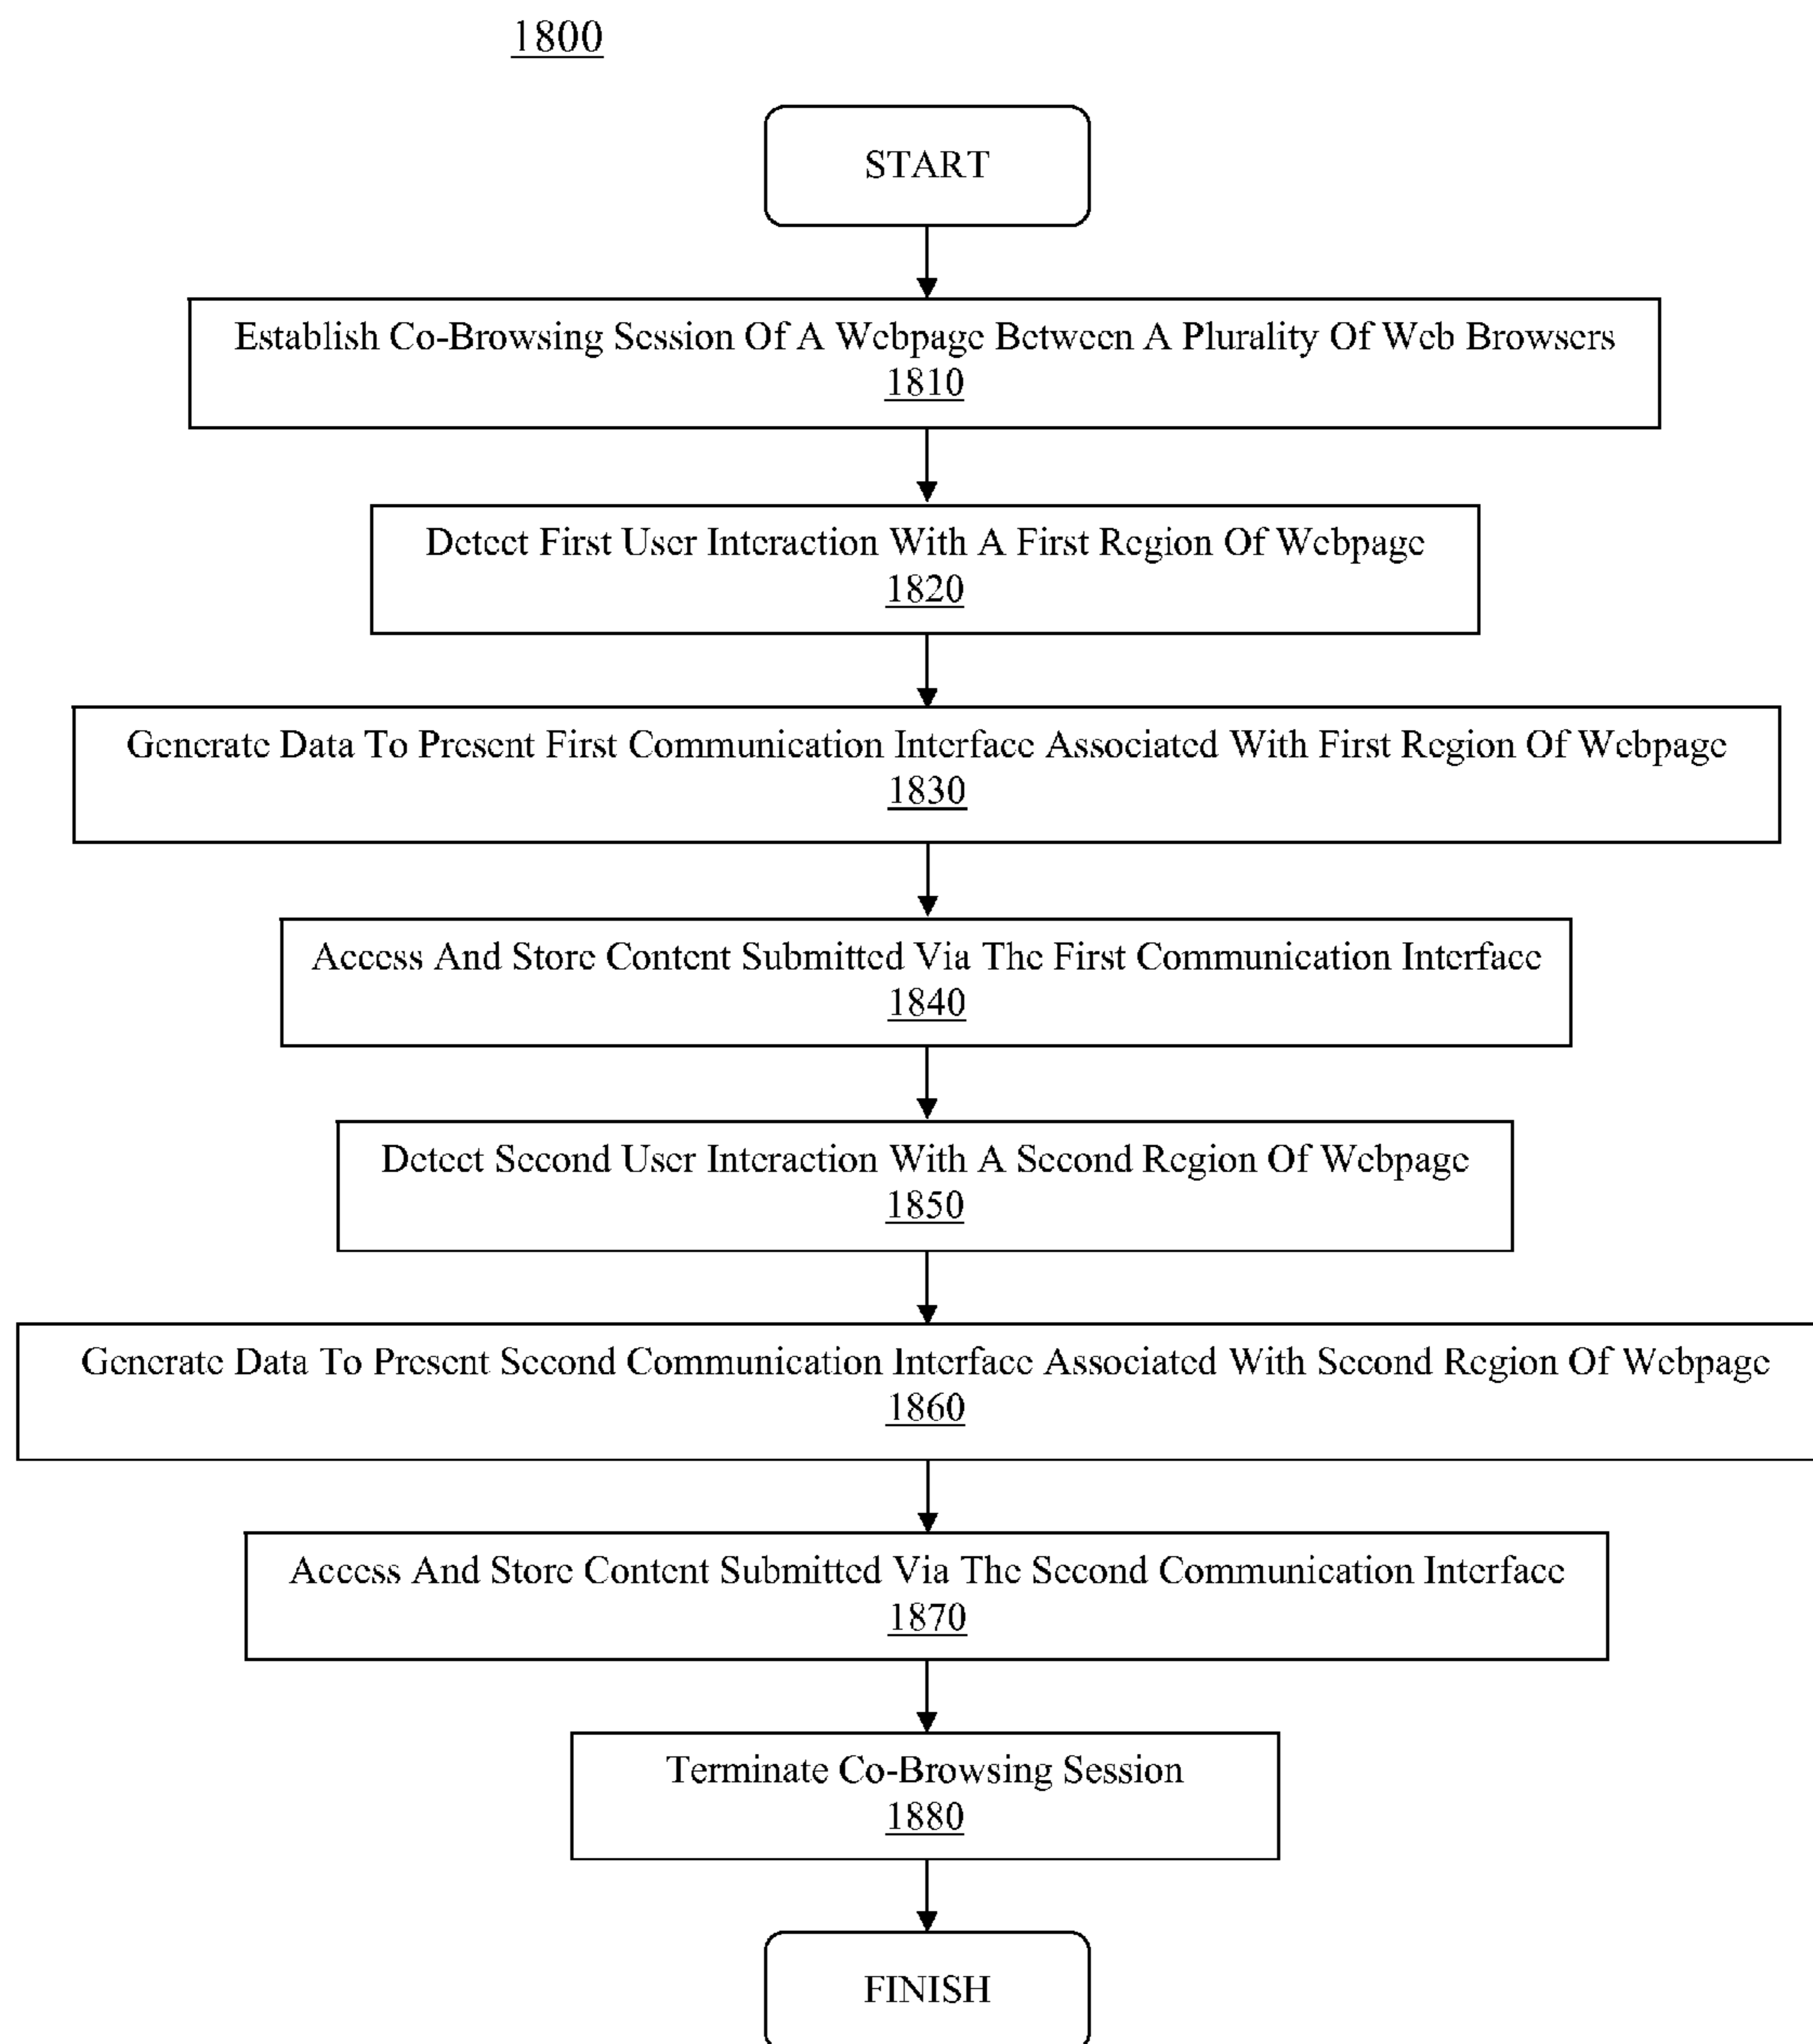 1800
START
Establish Co-Browsing Session Of A Webpage Between A Plurality Of Web Browsers
1810
Detect First User Interaction With A First Region Of Webpage
1820
Generate Data To Present First Communication Interface Associated With First Region Of Webpage
1830
Access And Store Content Submitted Via The First Communication Interface
1840
Detect Second User Interaction With A Second Region Of Webpage
1850
Generate Data To Present Second Communication Interface Associated With Second Region Of Webpage
1860
Access And Store Content Submitted Via The Second Communication Interface
1870
Terminate Co-Browsing Session
1880
FINISH